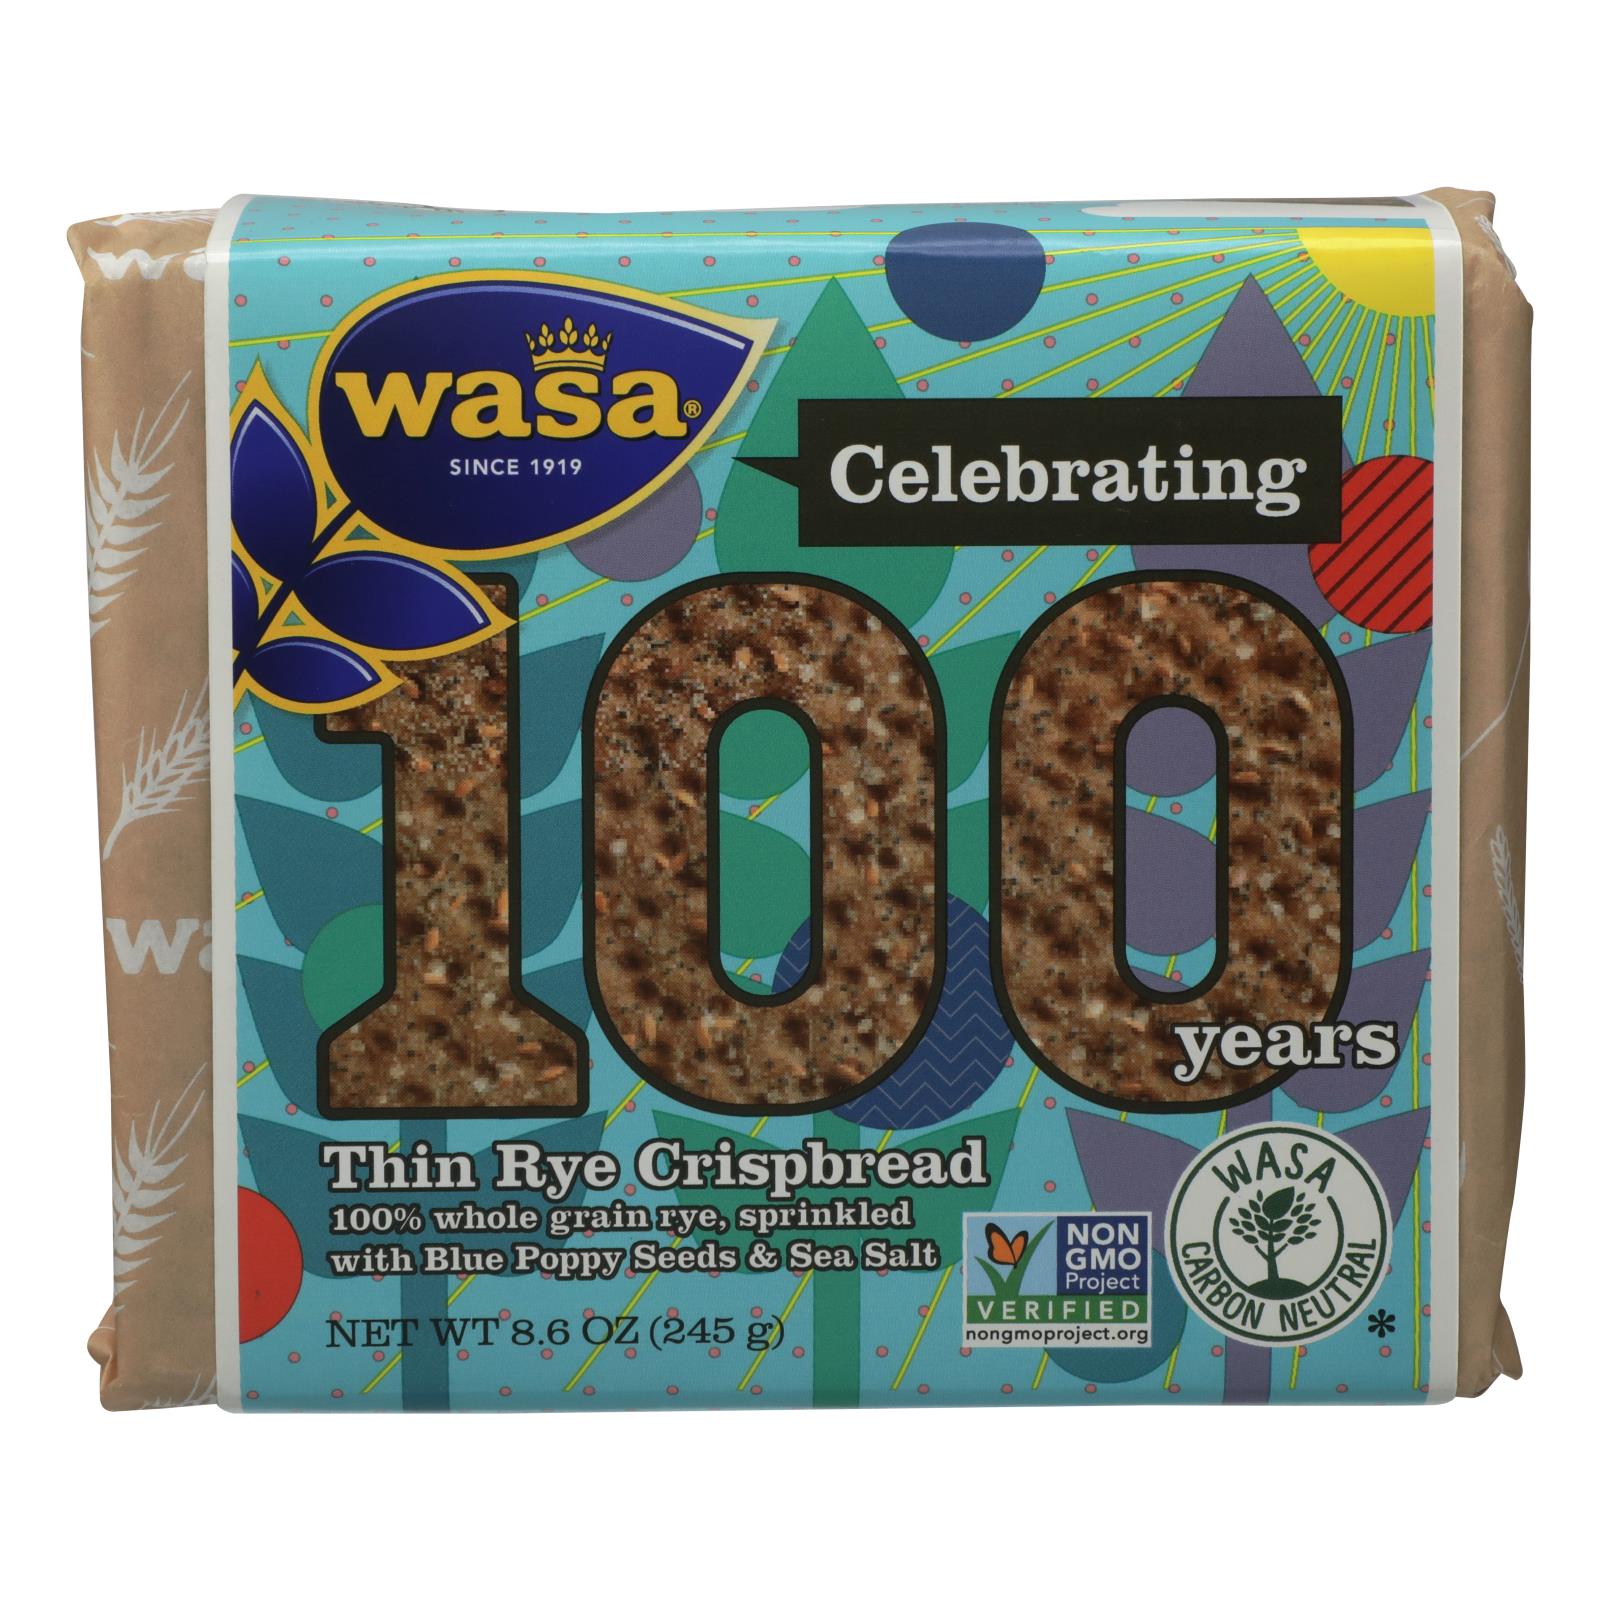 wasa®
SINCE 1919
Celebrating
100
years
Thin Rye Crispbread
100% whole grain rye, sprinkled
with Blue Poppy Seeds & Sea Salt
NET WT 8.6 OZ (245 g)
NON
GMO
Project
VERIFIED
nongmoproject.org
WASA
CARBON NEUTRAL
*